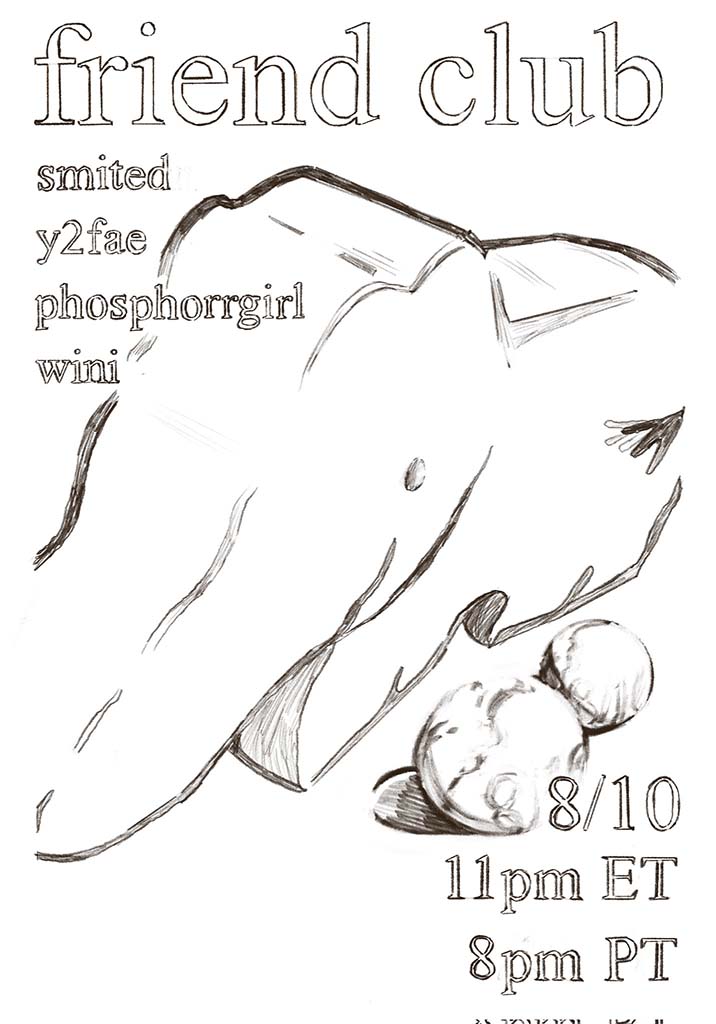 friend club
smited
y2fae
phosphorrgirl
wini
8/10
11pm ET
8pm PT